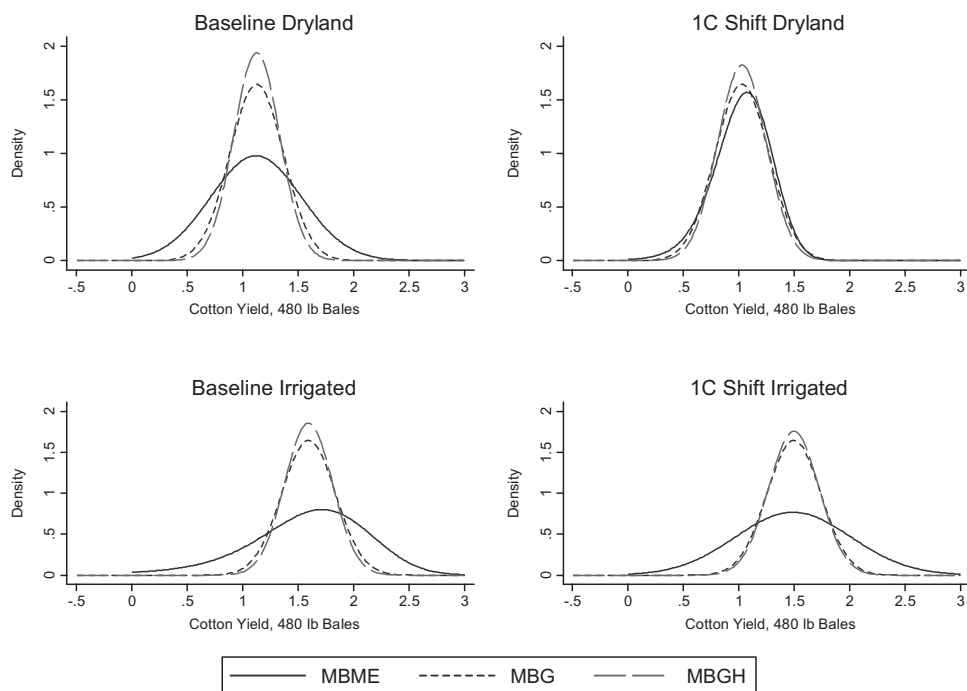 Baseline Dryland
Density
0 .5 1 1.5 2
-.5 0 .5 1 1.5 2 2.5 3
Cotton Yield, 480 lb Bales
1C Shift Dryland
Density
0 .5 1 1.5 2
-.5 0 .5 1 1.5 2 2.5 3
Cotton Yield, 480 lb Bales
Baseline Irrigated
Density
0 .5 1 1.5 2
-.5 0 .5 1 1.5 2 2.5 3
Cotton Yield, 480 lb Bales
1C Shift Irrigated
Density
0 .5 1 1.5 2
-.5 0 .5 1 1.5 2 2.5 3
Cotton Yield, 480 lb Bales
MBME MBG MBGH